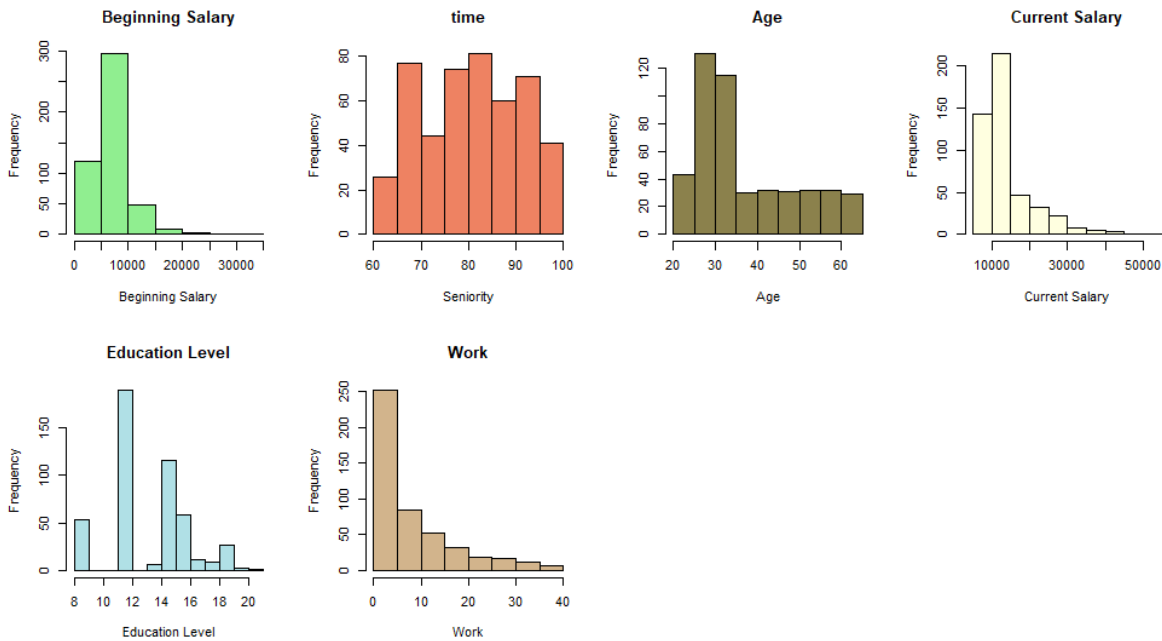 Beginning Salary
Frequency
0 50 100 200 300
0 10000 20000 30000
Beginning Salary
time
Frequency
0 20 40 60 80
60 70 80 90 100
Seniority
Age
Frequency
0 20 40 60 80 120
20 30 40 50 60
Age
Current Salary
Frequency
0 50 100 150 200
10000 30000 50000
Current Salary
Education Level
Frequency
0 50 100 150
8 10 12 14 16 18 20
Education Level
Work
Frequency
0 50 100 150 200 250
0 10 20 30 40
Work